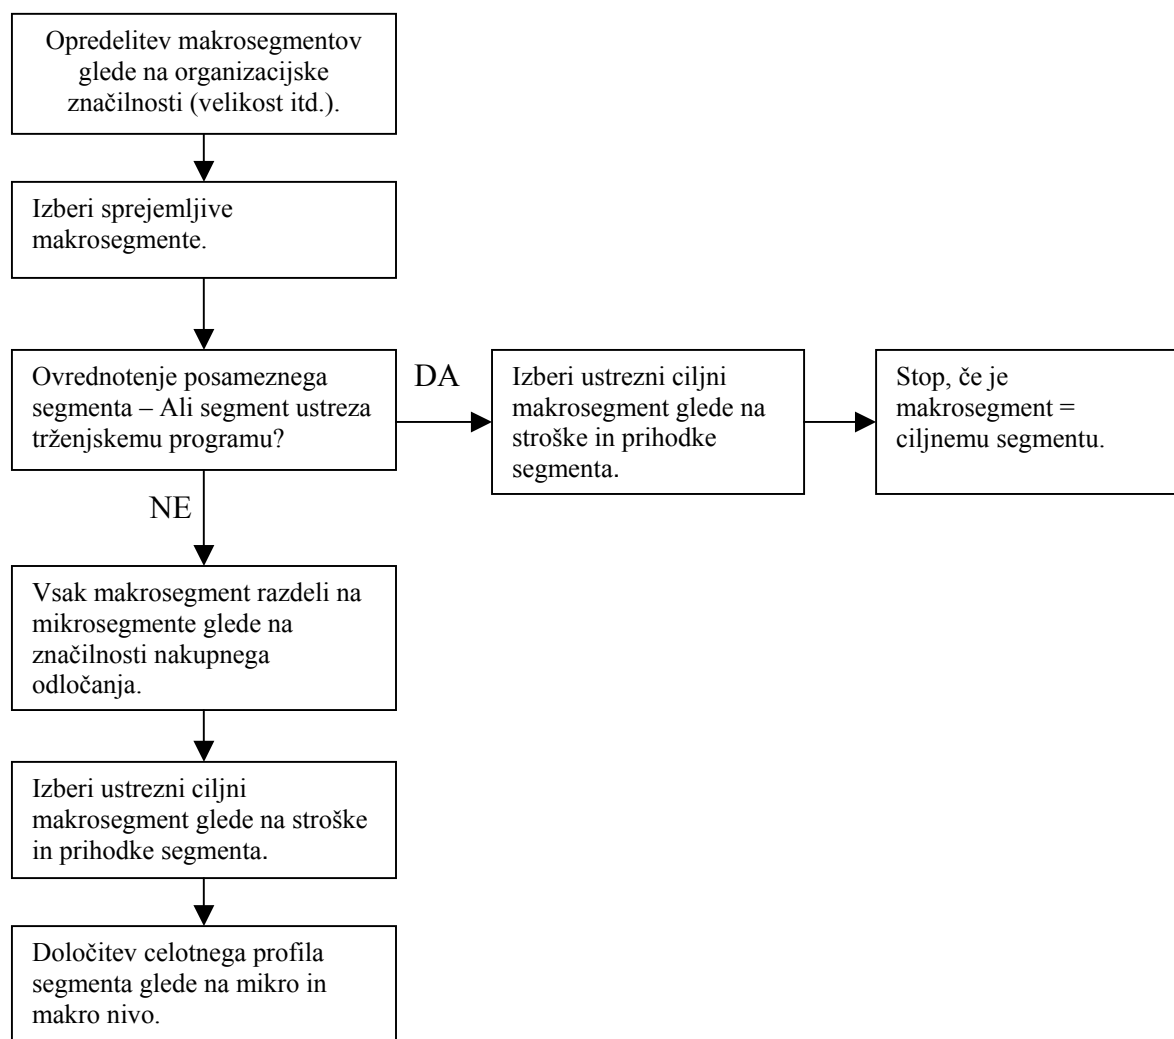 Opredelitev makrosegmentov
glede na organizacijske
značilnosti (velikost itd.).
Izberi sprejemljive
makrosegmente.
Ovrednotenje posameznega
segmenta – Ali segment ustreza
trženjskemu programu?
DA
Izberi ustrezni ciljni
makrosegment glede na
stroške in prihodke
segmenta.
Stop, če je
makrosegment =
ciljnemu segmentu.
NE
Vsak makrosegment razdeli na
mikrosegmente glede na
značilnosti nakupnega
odločanja.
Izberi ustrezni ciljni
makrosegment glede na stroške
in prihodke segmenta.
Določitev celotnega profila
segmenta glede na mikro in
makro nivo.